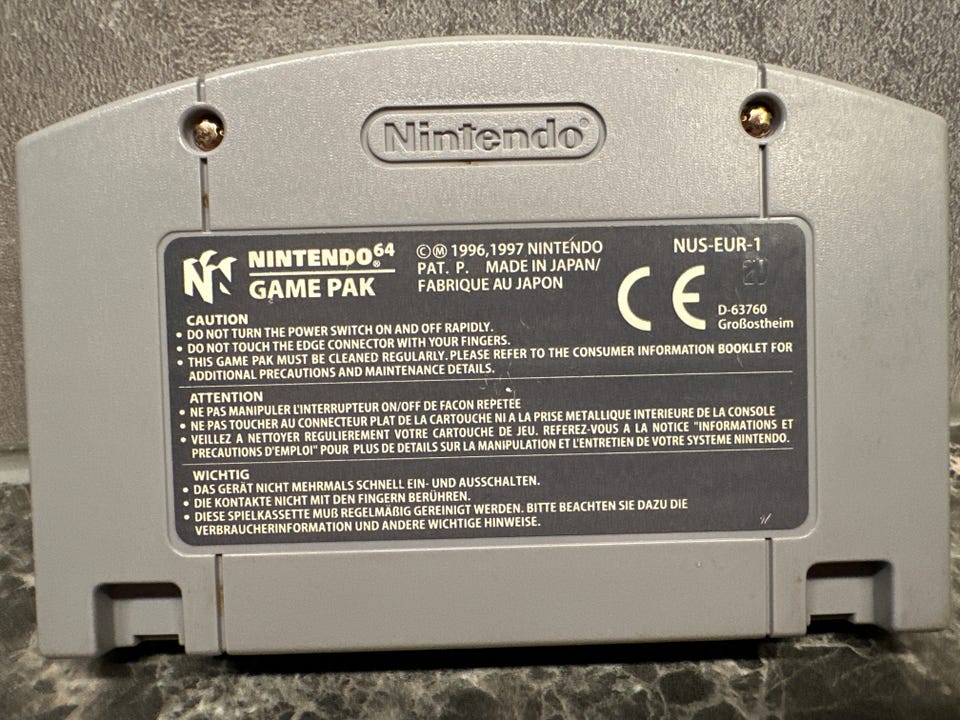 Nintendo®
NINTENDO®64
GAME PAK
©Ⓜ 1996,1997 NINTENDO
PAT. P. MADE IN JAPAN/
FABRIQUE AU JAPON
NUS-EUR-1
CE
D-63760
Großostheim
CAUTION
• DO NOT TURN THE POWER SWITCH ON AND OFF RAPIDLY.
• DO NOT TOUCH THE EDGE CONNECTOR WITH YOUR FINGERS.
• THIS GAME PAK MUST BE CLEANED REGULARLY. PLEASE REFER TO THE CONSUMER INFORMATION BOOKLET FOR
ADDITIONAL PRECAUTIONS AND MAINTENANCE DETAILS.
ATTENTION
• NE PAS MANIPULER L'INTERRUPTEUR ON/OFF DE FACON REPETEE
• NE PAS TOUCHER AU CONNECTEUR PLAT DE LA CARTOUCHE NI A LA PRISE METALLIQUE INTERIEURE DE LA CONSOLE
• VEILLEZ A NETTOYER REGULIEREMENT VOTRE CARTOUCHE DE JEU. REFEREZ-VOUS A LA NOTICE "INFORMATIONS ET
PRECAUTIONS D'EMPLOI" POUR PLUS DE DETAILS SUR LA MANIPULATION ET L'ENTRETIEN DE VOTRE SYSTEME NINTENDO.
WICHTIG
• DAS GERÄT NICHT MEHRMALS SCHNELL EIN- UND AUSSCHALTEN.
• DIE KONTAKTE NICHT MIT DEN FINGERN BERÜHREN.
• DIESE SPIELKASSETTE MUß REGELMÄßIG GEREINIGT WERDEN. BITTE BEACHTEN SIE DAZU DIE
VERBRAUCHERINFORMATION UND ANDERE WICHTIGE HINWEISE.